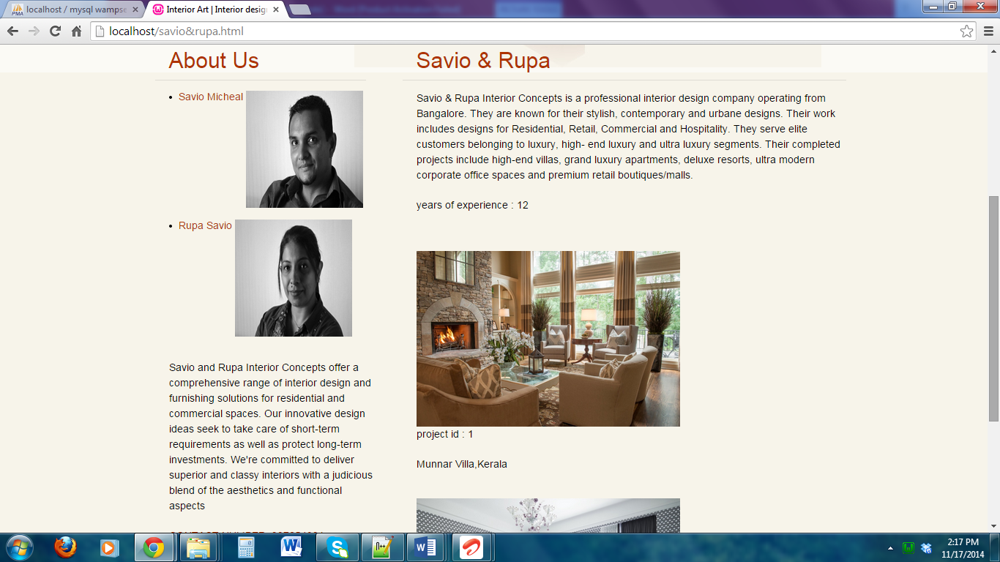 localhost / mysql wampse
Interior Art | Interior desig
localhost/savio&rupa.html
About Us
Savio Micheal
Rupa Savio
Savio and Rupa Interior Concepts offer a
comprehensive range of interior design and
furnishing solutions for residential and
commercial spaces. Our innovative design
ideas seek to take care of short-term
requirements as well as protect long-term
investments. We're committed to deliver
superior and classy interiors with a judicious
blend of the aesthetics and functional
aspects
Savio & Rupa
Savio & Rupa Interior Concepts is a professional interior design company operating from
Bangalore. They are known for their stylish, contemporary and urbane designs. Their work
includes designs for Residential, Retail, Commercial and Hospitality. They serve elite
customers belonging to luxury, high- end luxury and ultra luxury segments. Their completed
projects include high-end villas, grand luxury apartments, deluxe resorts, ultra modern
corporate office spaces and premium retail boutiques/malls.
years of experience : 12
project id : 1
Munnar Villa,Kerala
2:17 PM
11/17/2014